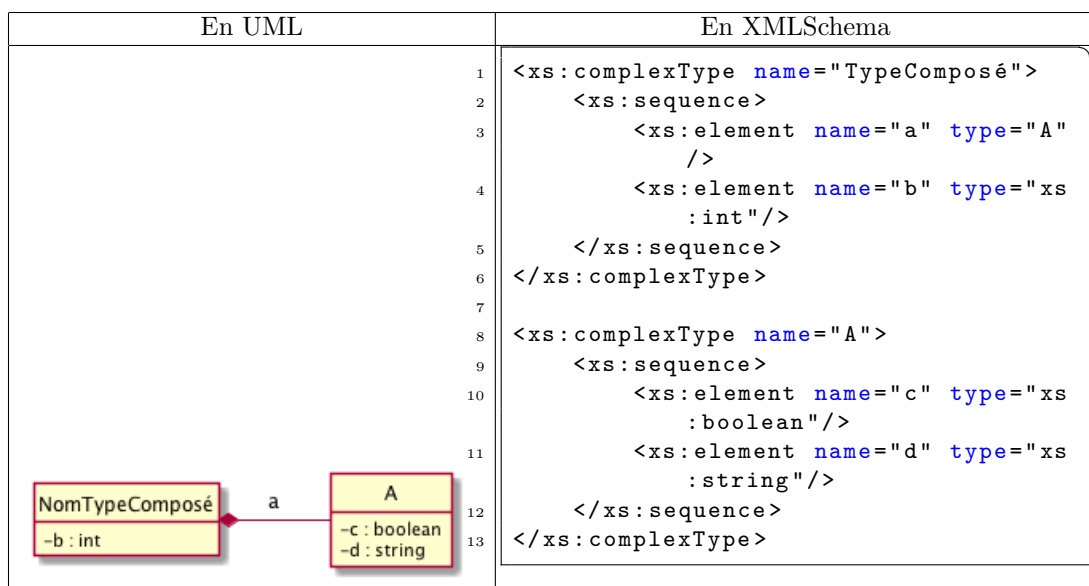 En UML
En XMLSchema
1 <xs:complexType name="TypeComposé">
2 <xs:sequence>
3 <xs:element name="a" type="A"
/>
4 <xs:element name="b" type="xs
:int"/>
5 </xs:sequence>
6 </xs:complexType>
7
8 <xs:complexType name="A">
9 <xs:sequence>
10 <xs:element name="c" type="xs
:boolean"/>
11 <xs:element name="d" type="xs
:string"/>
12 </xs:sequence>
13 </xs:complexType>
NomTypeComposé
-b : int
a
A
-c : boolean
-d : string